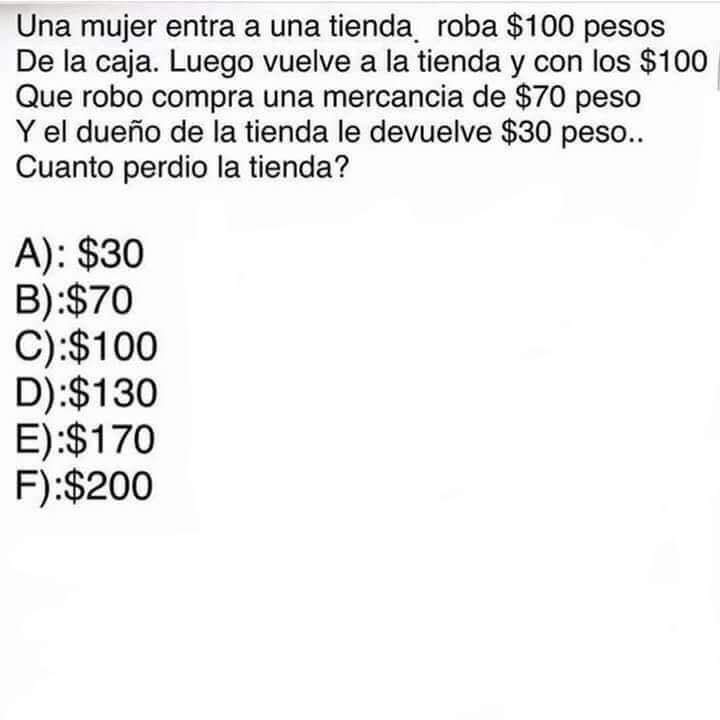 Una mujer entra a una tienda. roba $100 pesos
De la caja. Luego vuelve a la tienda y con los $100
Que robo compra una mercancia de $70 peso
Y el dueño de la tienda le devuelve $30 peso..
Cuanto perdio la tienda?
A): $30
B):$70
C):$100
D):$130
E):$170
F):$200